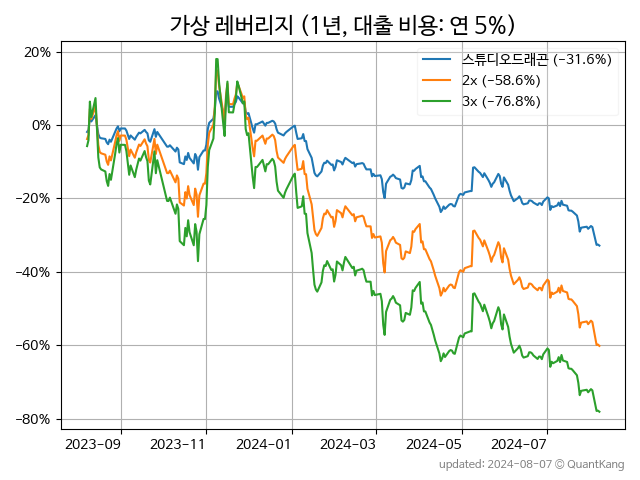 가상 레버리지 (1년, 대출 비용: 연 5%)
스튜디오드래곤 (−31.6%)
2x (−58.6%)
3x (−76.8%)
20%
0%
−20%
−40%
−60%
−80%
2023-09 2023-11 2024-01 2024-03 2024-05 2024-07
updated: 2024-08-07 © QuantKang